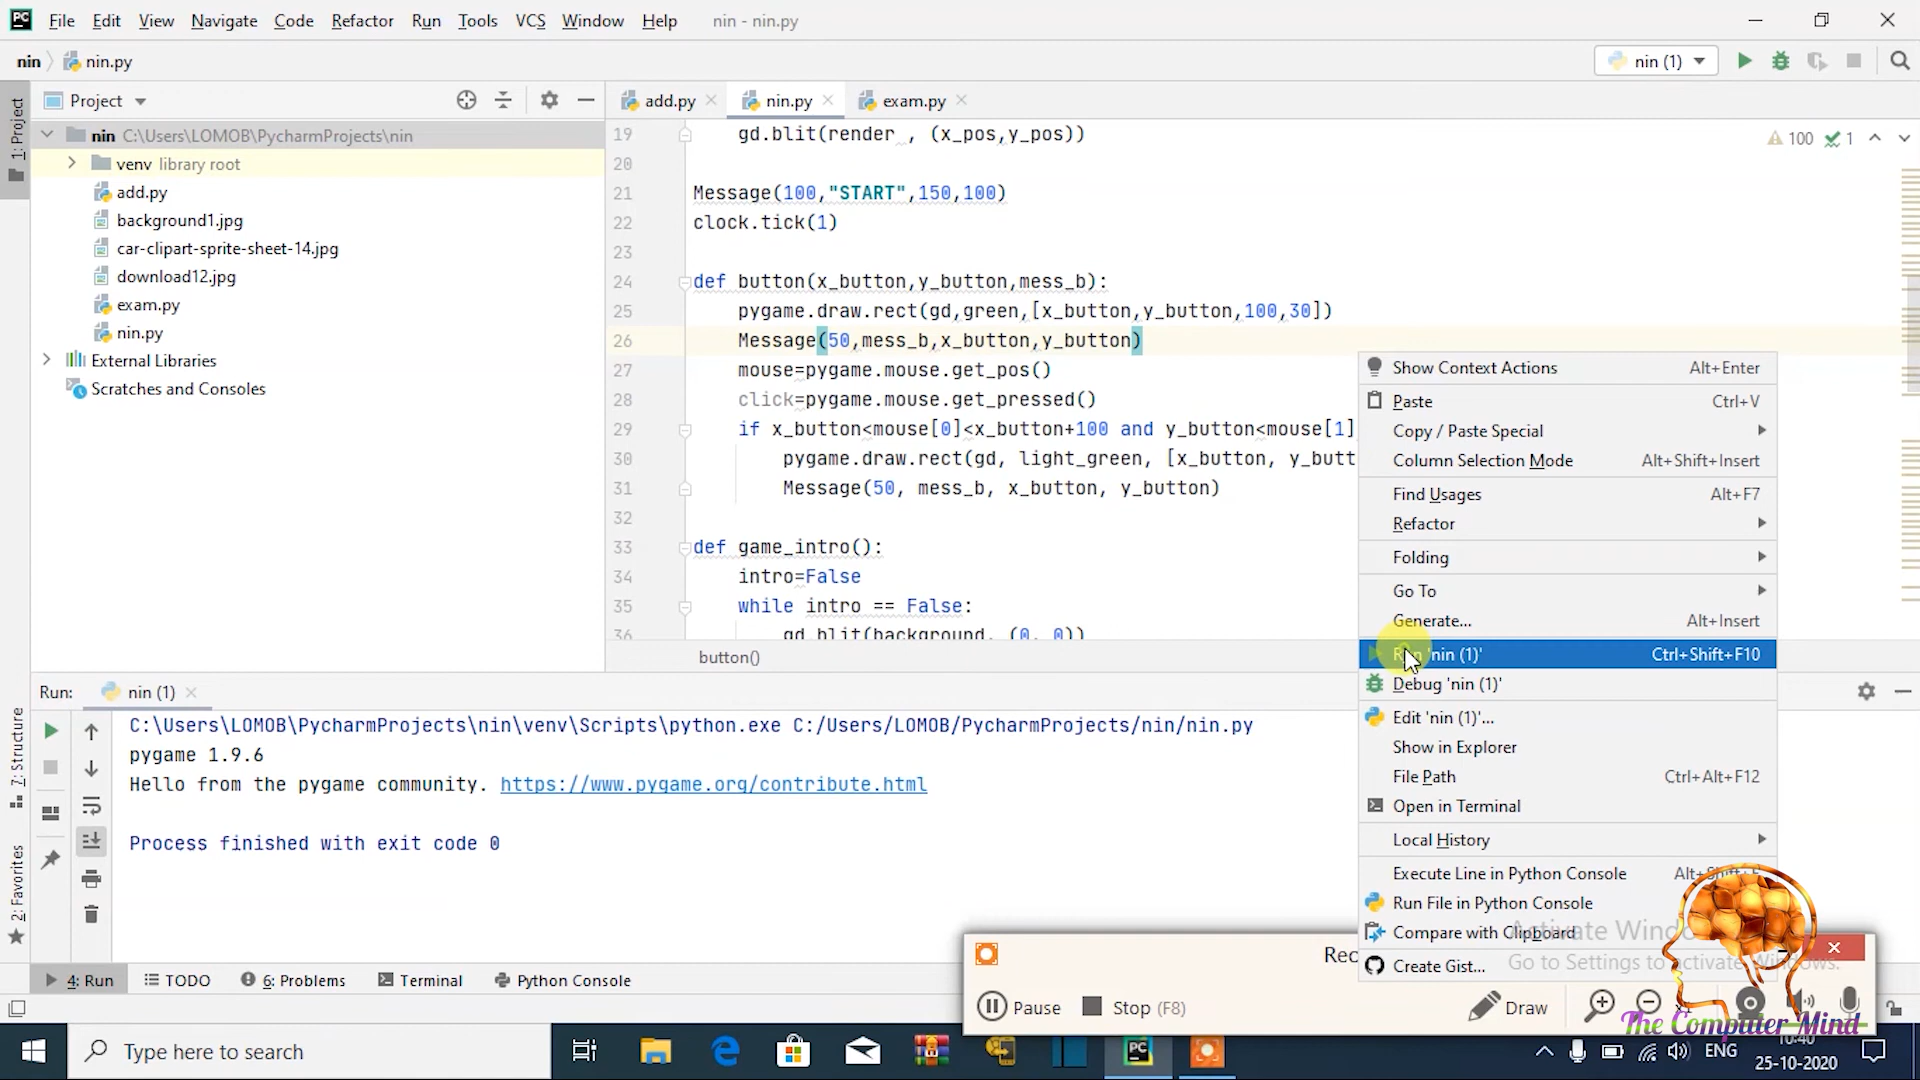 PC File Edit View Navigate Code Refactor Run Tools VCS Window Help nin - nin.py
nin nin.py nin (1)
Project
add.py nin.py exam.py
1: Project
7: Structure
2: Favorites
nin C:\Users\LOMOB\PycharmProjects\nin
venv library root
add.py
background1.jpg
car-clipart-sprite-sheet-14.jpg
download12.jpg
exam.py
nin.py
External Libraries
Scratches and Consoles
100 1
19 gd.blit(render , (x_pos,y_pos))
20
21 Message(100,"START",150,100)
22 clock.tick(1)
23
24 def button(x_button,y_button,mess_b):
25 pygame.draw.rect(gd,green,[x_button,y_button,100,30])
26 Message(50,mess_b,x_button,y_button)
27 mouse=pygame.mouse.get_pos()
28 click=pygame.mouse.get_pressed()
29 if x_button<mouse[0]<x_button+100 and y_button<mouse[1]
30 pygame.draw.rect(gd, light_green, [x_button, y_butt
31 Message(50, mess_b, x_button, y_button)
32
33 def game_intro():
34 intro=False
35 while intro == False:
36 gd.blit(background, (0, 0))
button()
Show Context Actions Alt+Enter
Paste Ctrl+V
Copy / Paste Special
Column Selection Mode Alt+Shift+Insert
Find Usages Alt+F7
Refactor
Folding
Go To
Generate... Alt+Insert
Run 'nin (1)' Ctrl+Shift+F10
Debug 'nin (1)'
Edit 'nin (1)'...
Show in Explorer
File Path Ctrl+Alt+F12
Open in Terminal
Local History
Execute Line in Python Console
Run File in Python Console
Compare with Clipboard
Create Gist...
Run: nin (1)
C:\Users\LOMOB\PycharmProjects\nin\venv\Scripts\python.exe C:/Users/LOMOB/PycharmProjects/nin/nin.py
pygame 1.9.6
Hello from the pygame community. https://www.pygame.org/contribute.html
Process finished with exit code 0
4: Run TODO 6: Problems Terminal Python Console
Pause Stop (F8) Draw
Go to Settings to activate Windows.
The Computer Mind
Type here to search
PC
ENG
10:40
25-10-2020